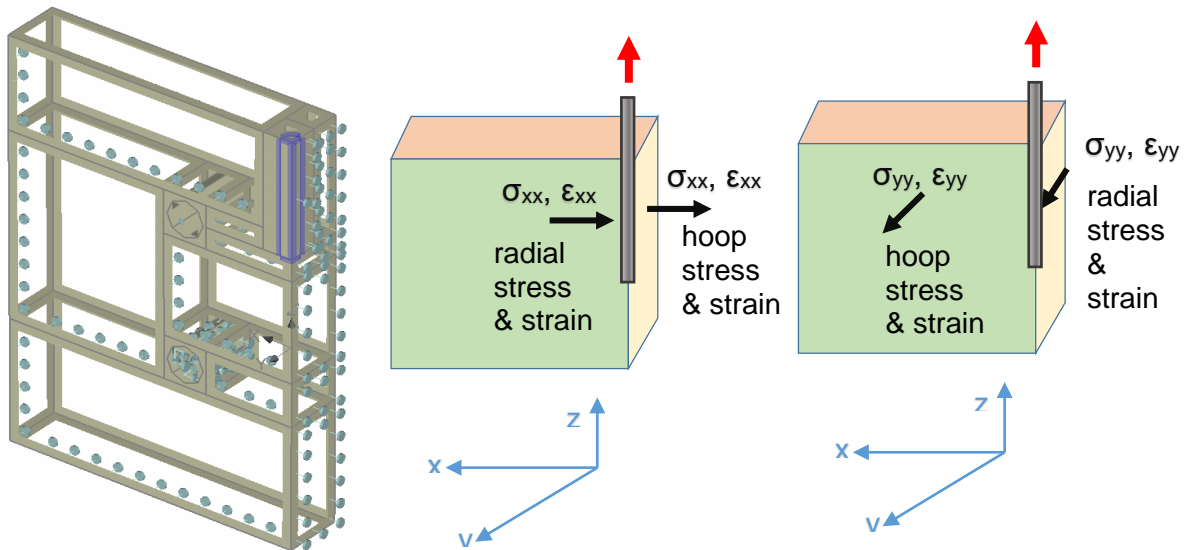 σxx, εxx
radial
stress
& strain
σxx, εxx
hoop
stress
& strain
z
x
y
σyy, εyy
hoop
stress
& strain
σyy, εyy
radial
stress
&
strain
z
x
y